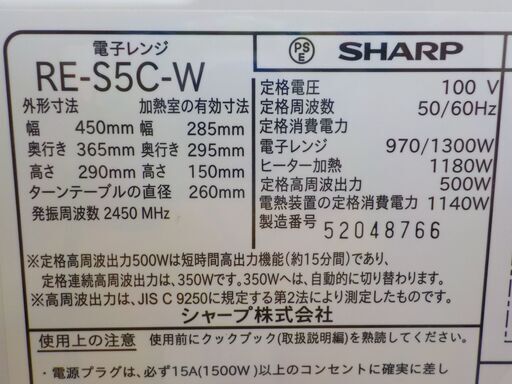 電子レンジ
RE-S5C-W
外形寸法 加熱室の有効寸法
幅 450mm 幅 285mm
奥行き 365mm 奥行き 295mm
高さ 290mm 高さ 150mm
ターンテーブルの直径 260mm
発振周波数 2450 MHz
PS
E
SHARP
定格電圧 100 V
定格周波数 50/60Hz
定格消費電力
電子レンジ 970/1300W
ヒーター加熱 1180W
定格高周波出力 500W
電熱装置の定格消費電力 1140W
製造番号 52048766
※定格高周波出力500Wは短時間高出力機能(約15分間)であり、
定格連続高周波出力は、350Wです。350Wへは、自動的に切り替わります。
※高周波出力は、JIS C 9250に規定する第2法により測定したものです。
シャープ株式会社
使用上の注意 使用前にクックブック(取扱説明編)を熟読してください。
・電源プラグは、必ず15A(1500W)以上のコンセントに確実に差し